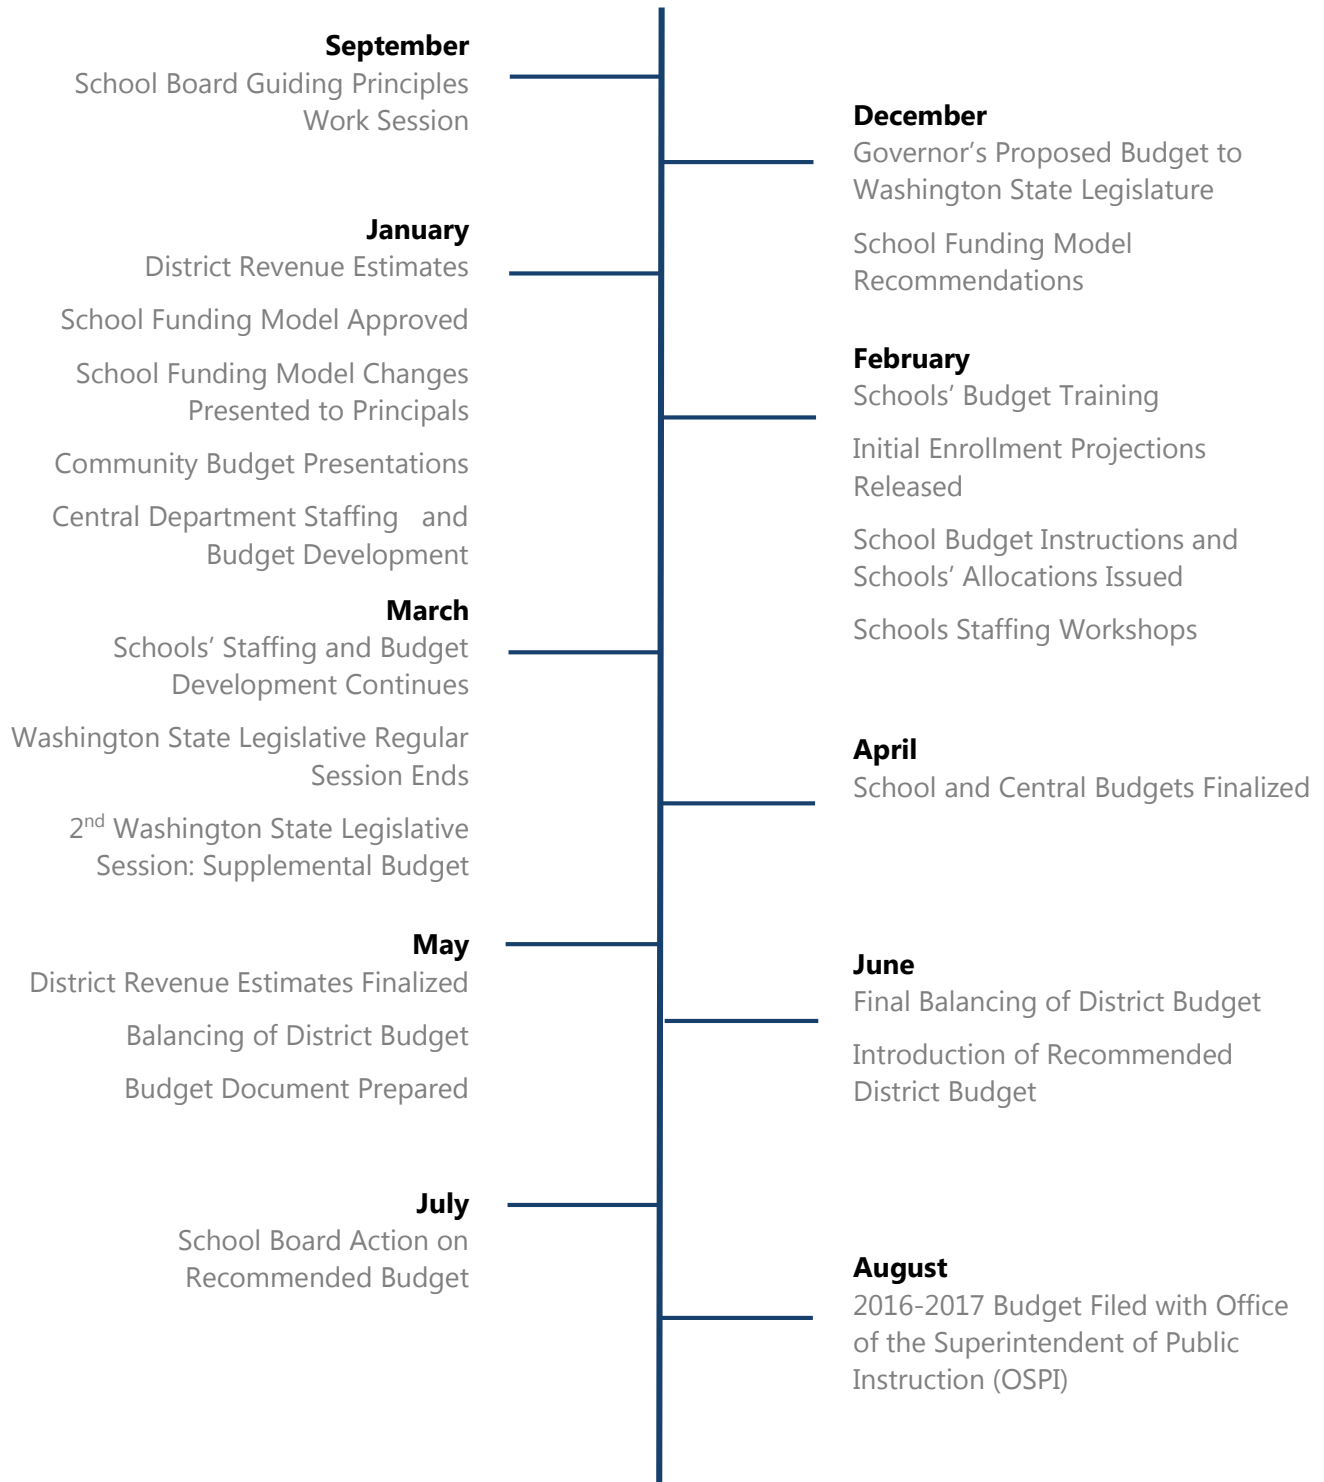 September
School Board Guiding Principles
Work Session
December
Governor’s Proposed Budget to
Washington State Legislature
School Funding Model
Recommendations
January
District Revenue Estimates
School Funding Model Approved
School Funding Model Changes
Presented to Principals
Community Budget Presentations
Central Department Staffing   and
Budget Development
February
Schools’ Budget Training
Initial Enrollment Projections
Released
School Budget Instructions and
Schools’ Allocations Issued
Schools Staffing Workshops
March
Schools’ Staffing and Budget
Development Continues
Washington State Legislative Regular
Session Ends
2nd Washington State Legislative
Session: Supplemental Budget
April
School and Central Budgets Finalized
May
District Revenue Estimates Finalized
Balancing of District Budget
Budget Document Prepared
June
Final Balancing of District Budget
Introduction of Recommended
District Budget
July
School Board Action on
Recommended Budget
August
2016-2017 Budget Filed with Office
of the Superintendent of Public
Instruction (OSPI)